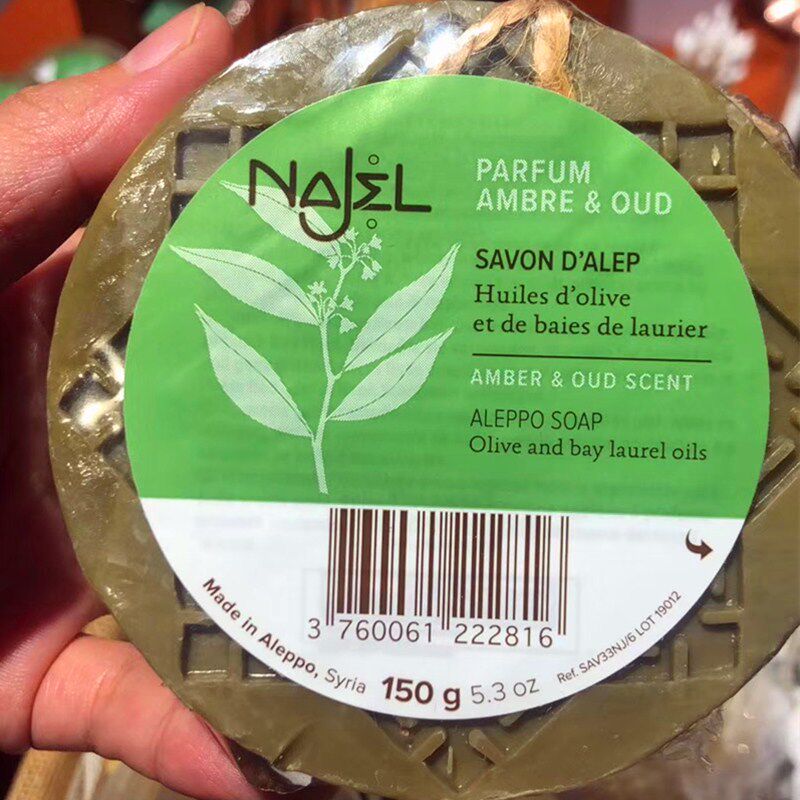 NAJEL
PARFUM
AMBRE & OUD
SAVON D'ALEP
Huiles d'olive
et de baies de laurier
AMBER & OUD SCENT
ALEPPO SOAP
Olive and bay laurel oils
3 760061 222816
Made in Aleppo, Syria 150 g 5.3 oz Ref. SAV33NJ/6 LOT 19012